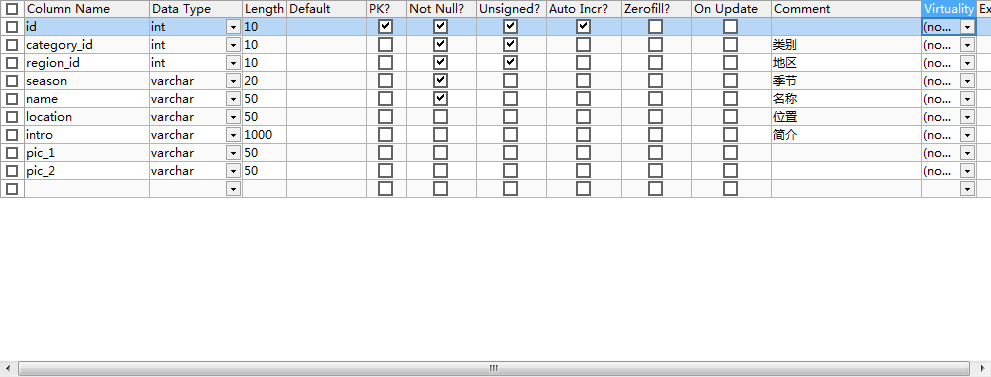 Column Name Data Type Length Default PK? Not Null? Unsigned? Auto Incr? Zerofill? On Update Comment Virtuality Ex
id int 10 (no...
category_id int 10 类别 (no...
region_id int 10 地区 (no...
season varchar 20 季节 (no...
name varchar 50 名称 (no...
location varchar 50 位置 (no...
intro varchar 1000 简介 (no...
pic_1 varchar 50 (no...
pic_2 varchar 50 (no...